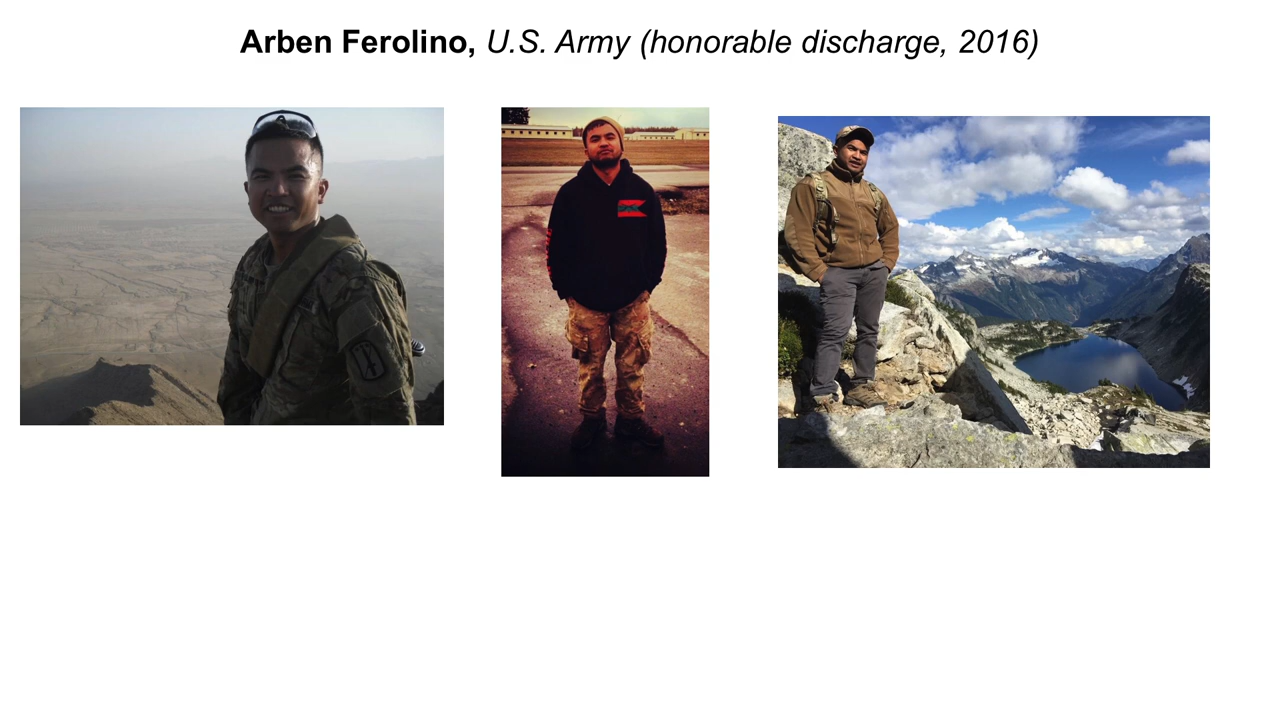 Arben Ferolino, U.S. Army (honorable discharge, 2016)